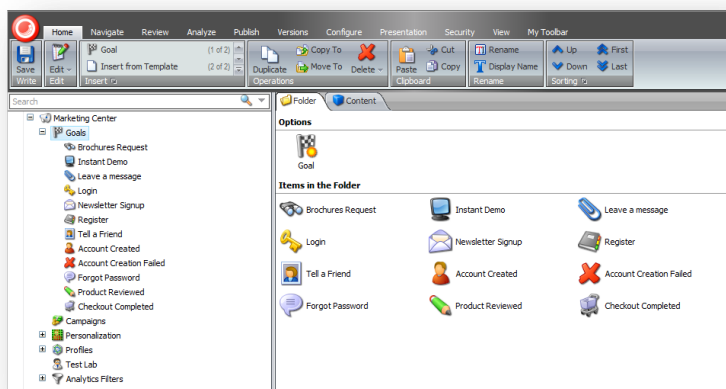 Home Navigate Review Analyze Publish Versions Configure Presentation Security View My Toolbar
Save
Write
Edit
Edit
Goal (1 of 2)
Insert from Template (2 of 2)
Insert
Duplicate
Copy To
Move To
Delete
Operations
Paste
Cut
Copy
Clipboard
Rename
Display Name
Rename
Up First
Down Last
Sorting
Search
Marketing Center
Goals
Brochures Request
Instant Demo
Leave a message
Login
Newsletter Signup
Register
Tell a Friend
Account Created
Account Creation Failed
Forgot Password
Product Reviewed
Checkout Completed
Campaigns
Personalization
Profiles
Test Lab
Analytics Filters
Folder Content
Options
Goal
Items in the Folder
Brochures Request Instant Demo Leave a message
Login Newsletter Signup Register
Tell a Friend Account Created Account Creation Failed
Forgot Password Product Reviewed Checkout Completed